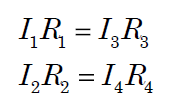 I₁R₁ = I₃R₃
I₂R₂ = I₄R₄